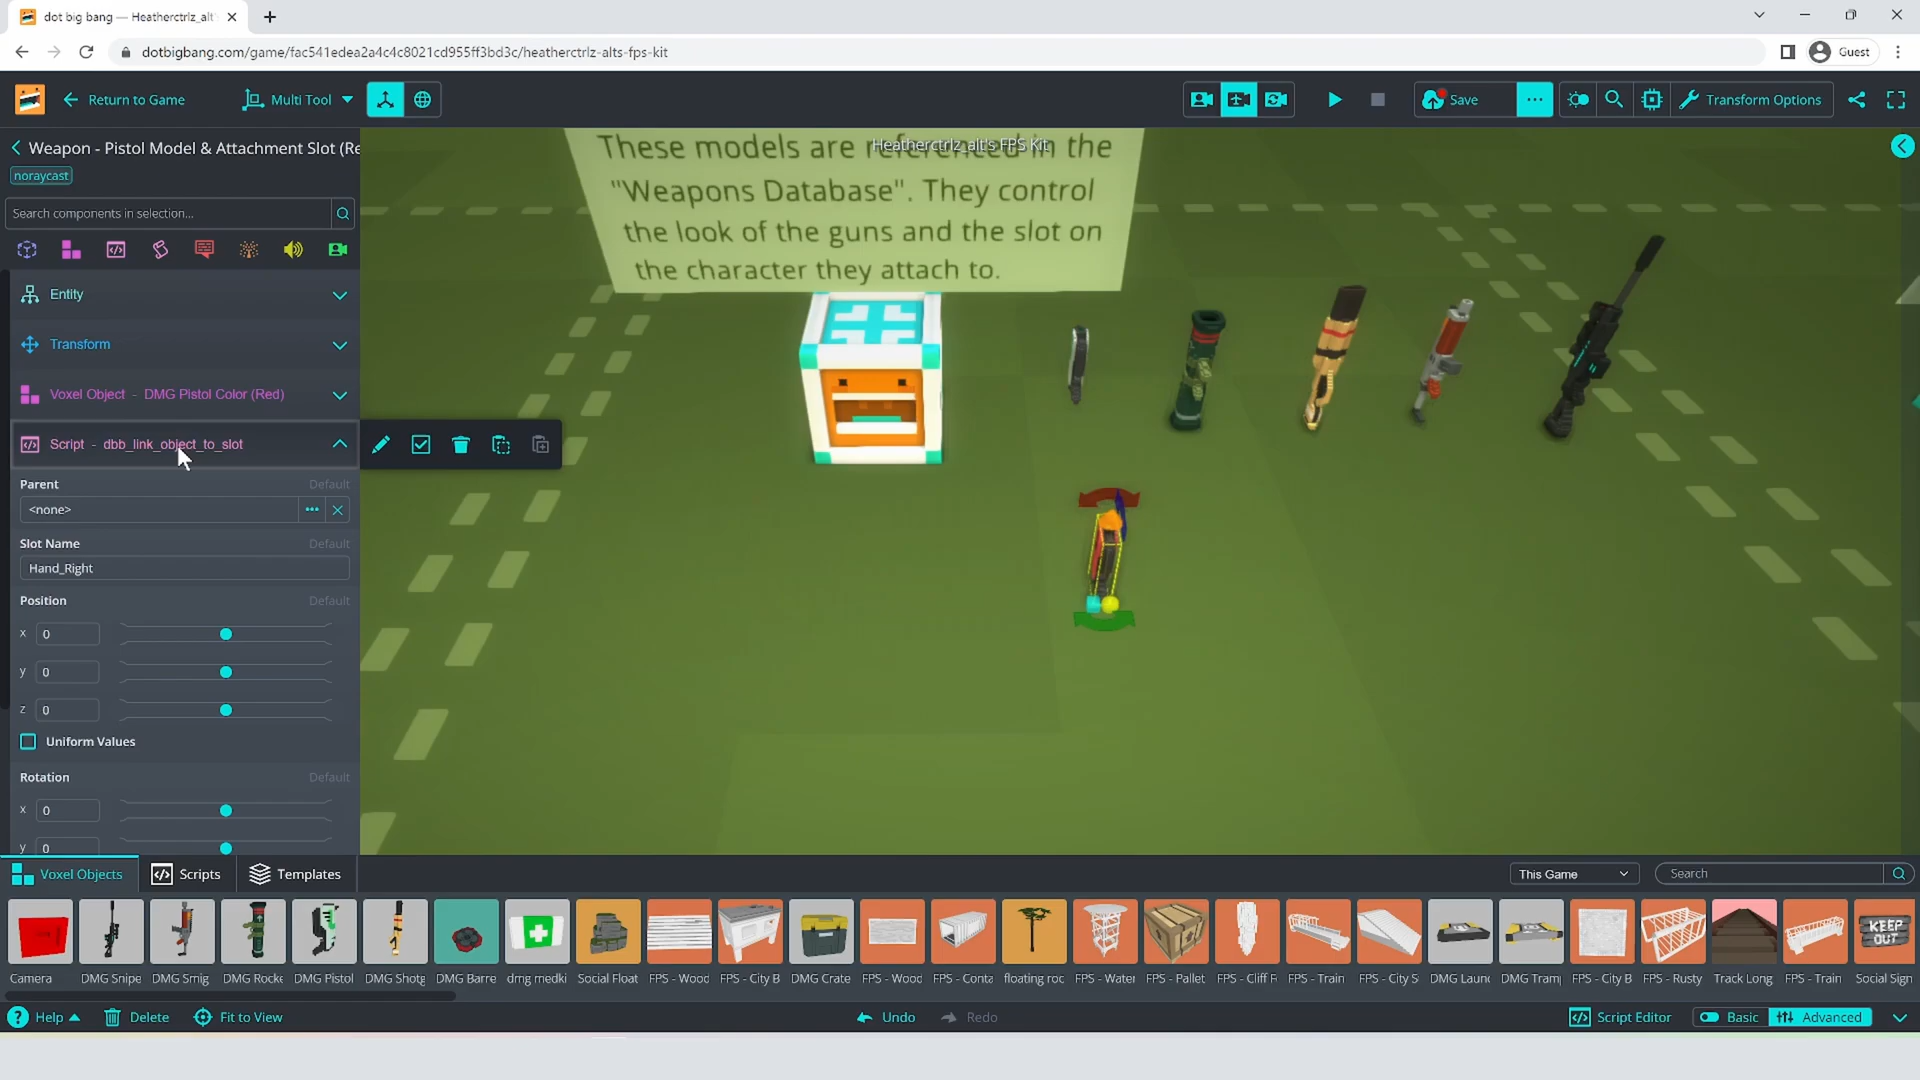 dot big bang — Heatherctrlz_alt'
dotbigbang.com/game/fac541edea2a4c4c8021cd955ff3bd3c/heatherctrlz-alts-fps-kit
Guest
Return to Game
Multi Tool
Save
Transform Options
Weapon - Pistol Model & Attachment Slot (Re
noraycast
Search components in selection...
Entity
Transform
Voxel Object - DMG Pistol Color (Red)
Script - dbb_link_object_to_slot
Parent Default
<none>
Slot Name Default
Hand_Right
Position Default
x 0
y 0
z 0
Uniform Values
Rotation Default
x 0
y 0
Heatherctrlz_alt's FPS Kit
These models are referenced in the
"Weapons Database". They control
the look of the guns and the slot on
the character they attach to.
Voxel Objects
Scripts
Templates
This Game
Search
Camera
DMG Snipe
DMG Smig
DMG Rocke
DMG Pistol
DMG Shotg
DMG Barre
dmg medki
Social Float
FPS - Wood
FPS - City B
DMG Crate
FPS - Wood
FPS - Conta
floating roc
FPS - Water
FPS - Pallet
FPS - Cliff F
FPS - Train
FPS - City S
DMG Laun
DMG Tram
FPS - City B
FPS - Rusty
Track Long
FPS - Train
KEEP
OUT
Social Sign
Help
Delete
Fit to View
Undo
Redo
Script Editor
Basic
Advanced